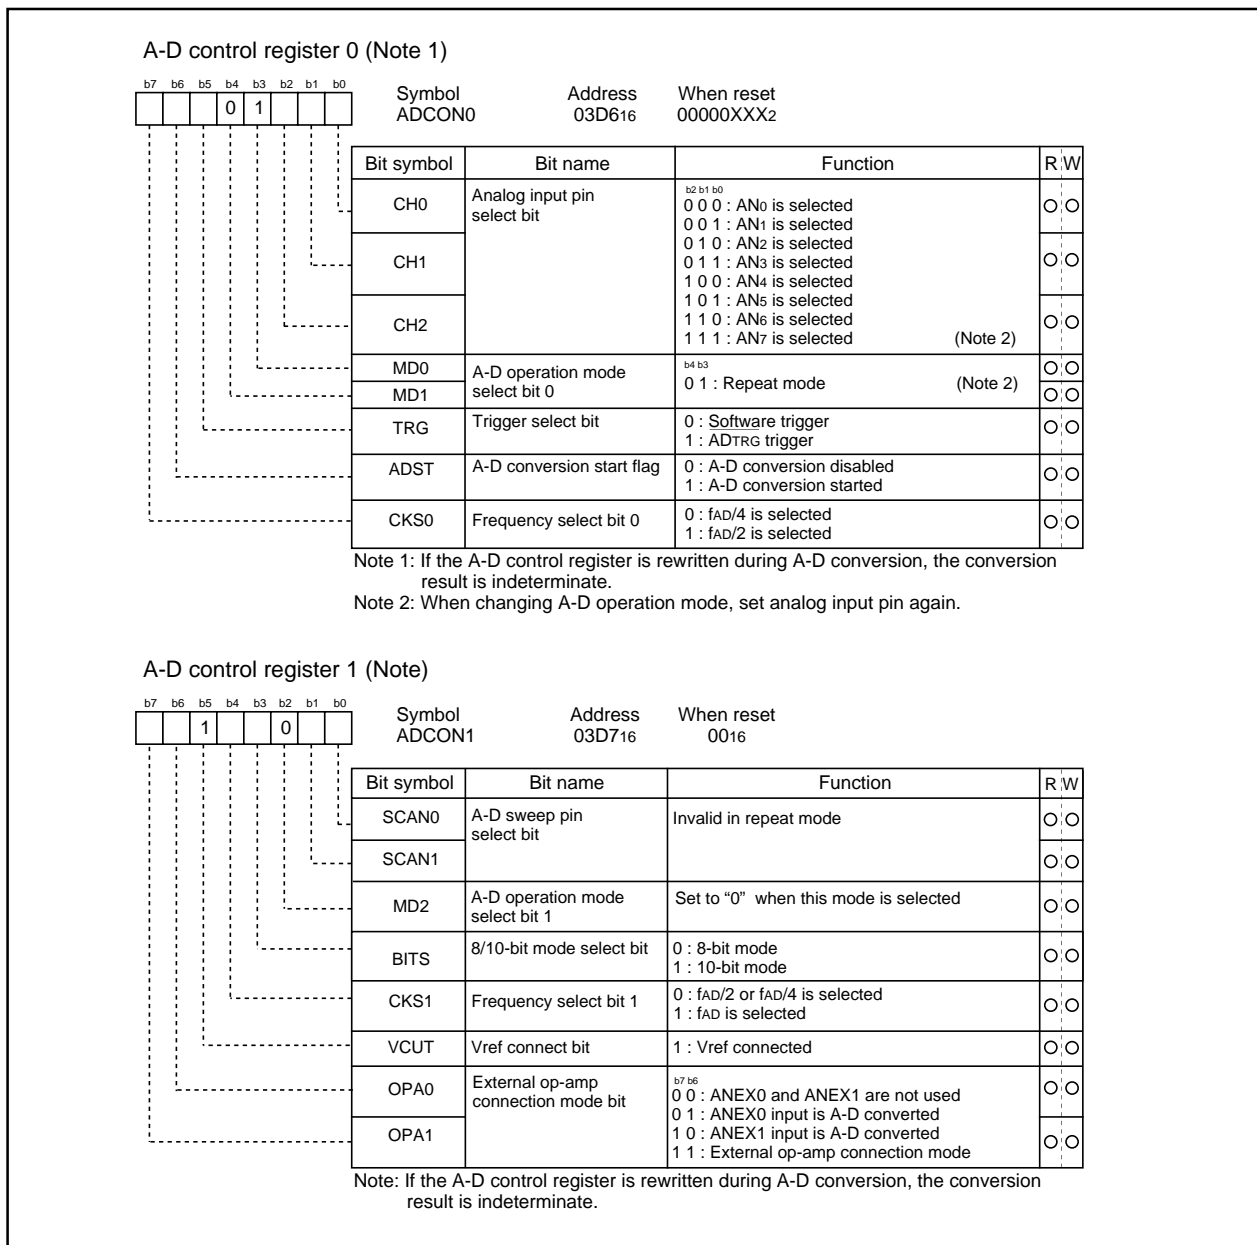 A-D control register 0 (Note 1)
b7 b6 b5 b4 b3 b2 b1 b0
0 1
Symbol Address When reset
ADCON0 03D616 00000XXX2
Bit symbol Bit name Function R W
CH0 Analog input pin select bit
b2 b1 b0
0 0 0 : AN0 is selected
0 0 1 : AN1 is selected
0 1 0 : AN2 is selected
CH1 0 1 1 : AN3 is selected
1 0 0 : AN4 is selected
1 0 1 : AN5 is selected
CH2 1 1 0 : AN6 is selected
1 1 1 : AN7 is selected (Note 2)
MD0 A-D operation mode
b4 b3
MD1 select bit 0 0 1 : Repeat mode (Note 2)
TRG Trigger select bit 0 : Software trigger
1 : ADTRG trigger
ADST A-D conversion start flag 0 : A-D conversion disabled
1 : A-D conversion started
CKS0 Frequency select bit 0 0 : fAD/4 is selected
1 : fAD/2 is selected
Note 1: If the A-D control register is rewritten during A-D conversion, the conversion
result is indeterminate.
Note 2: When changing A-D operation mode, set analog input pin again.
A-D control register 1 (Note)
b7 b6 b5 b4 b3 b2 b1 b0
1 0
Symbol Address When reset
ADCON1 03D716 0016
Bit symbol Bit name Function R W
SCAN0 A-D sweep pin Invalid in repeat mode
select bit
SCAN1
MD2 A-D operation mode Set to “0” when this mode is selected
select bit 1
BITS 8/10-bit mode select bit 0 : 8-bit mode
1 : 10-bit mode
CKS1 Frequency select bit 1 0 : fAD/2 or fAD/4 is selected
1 : fAD is selected
VCUT Vref connect bit 1 : Vref connected
OPA0 External op-amp
connection mode bit
b7 b6
0 0 : ANEX0 and ANEX1 are not used
0 1 : ANEX0 input is A-D converted
OPA1 1 0 : ANEX1 input is A-D converted
1 1 : External op-amp connection mode
Note: If the A-D control register is rewritten during A-D conversion, the conversion
result is indeterminate.